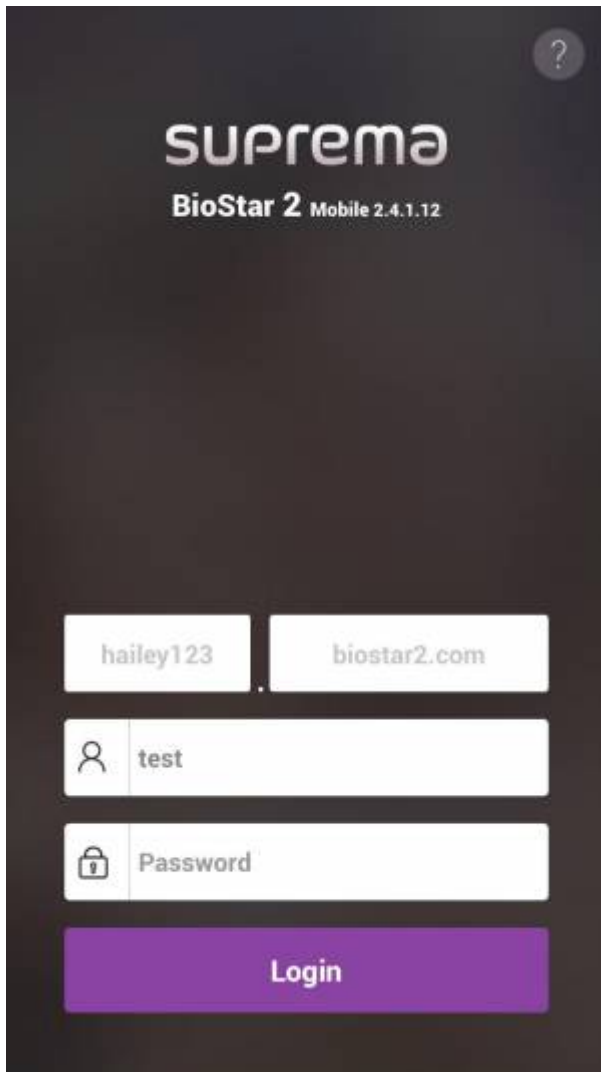 ?
suprema
BioStar 2 Mobile 2.4.1.12
hailey123 . biostar2.com
test
Password
Login